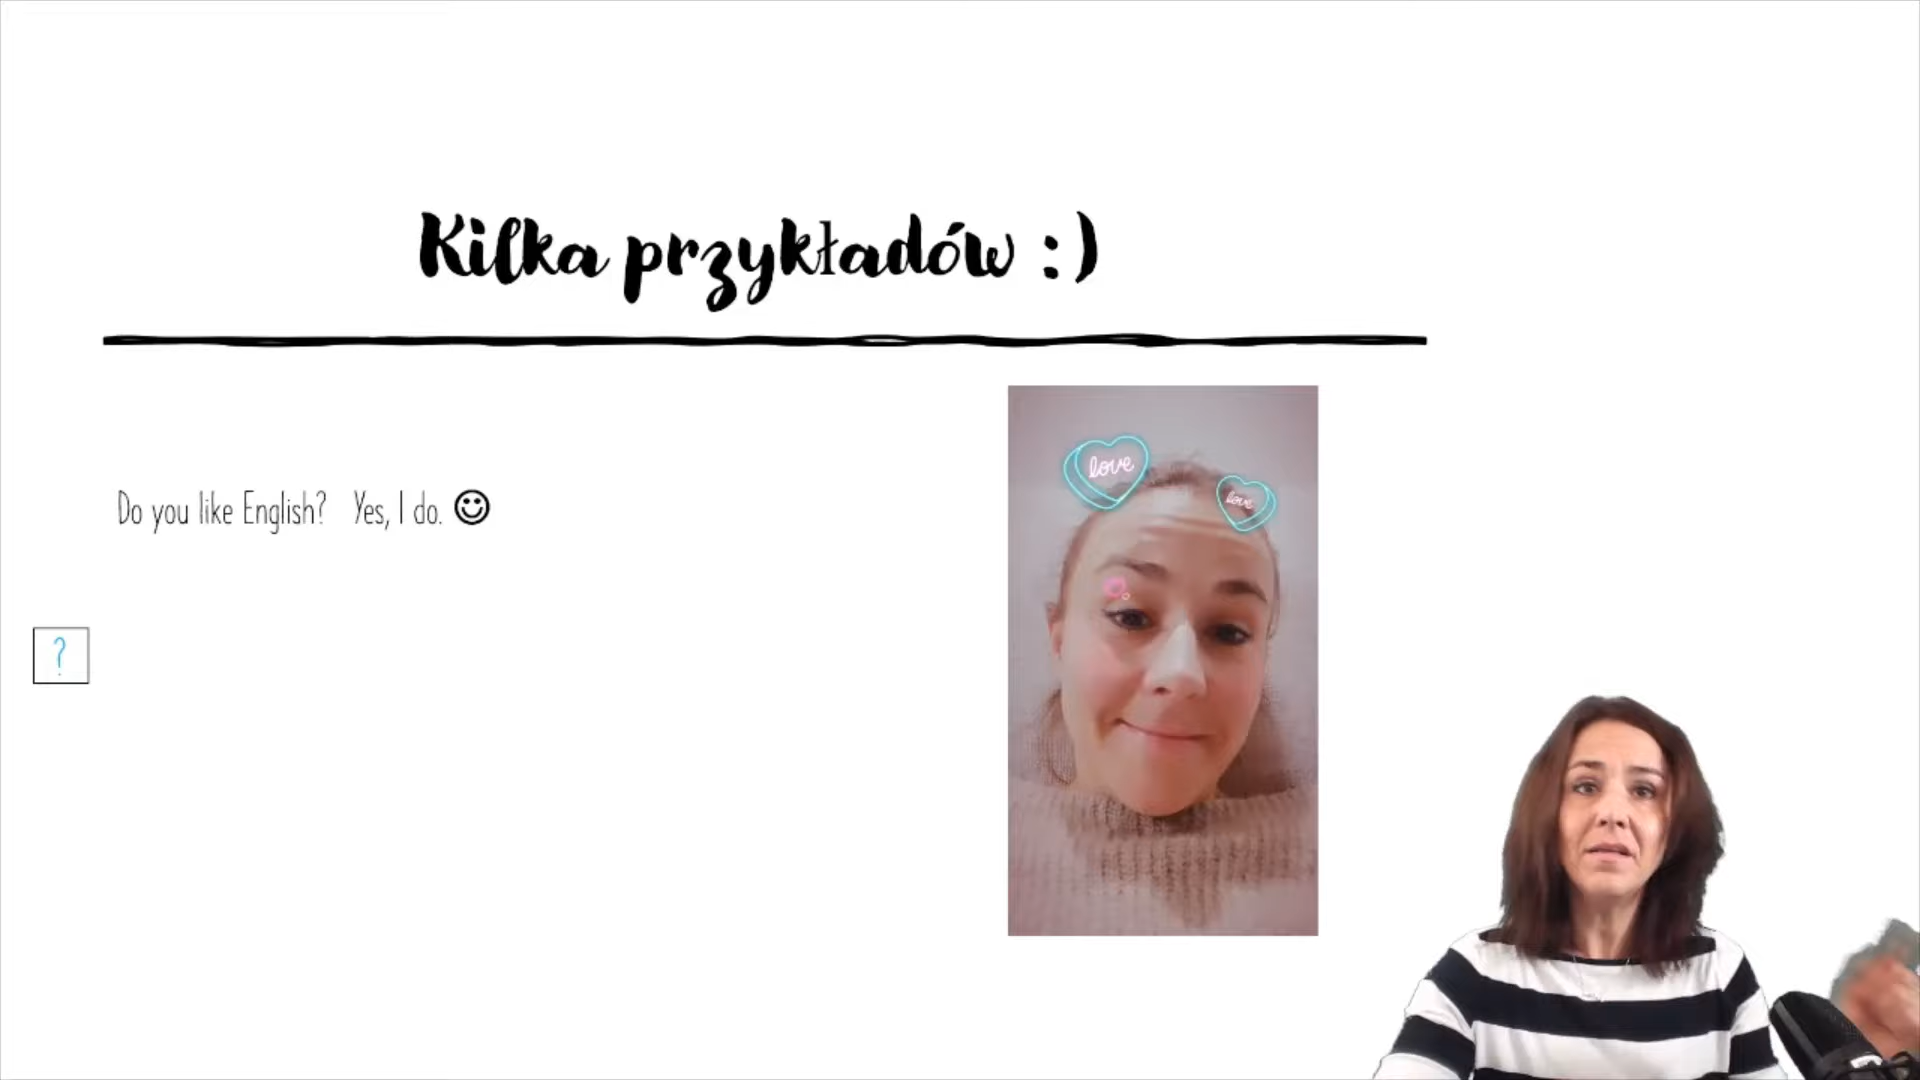 Kilka przykładów :)
love
love
Do you like English? Yes, I do. ☺
?